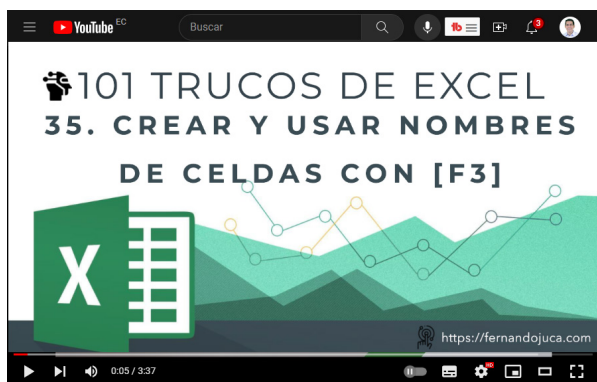 YouTube EC
Buscar
3
101 TRUCOS DE EXCEL
35. CREAR Y USAR NOMBRES
DE CELDAS CON [F3]
X
https://fernandojuca.com
0:05 / 3:37
HD